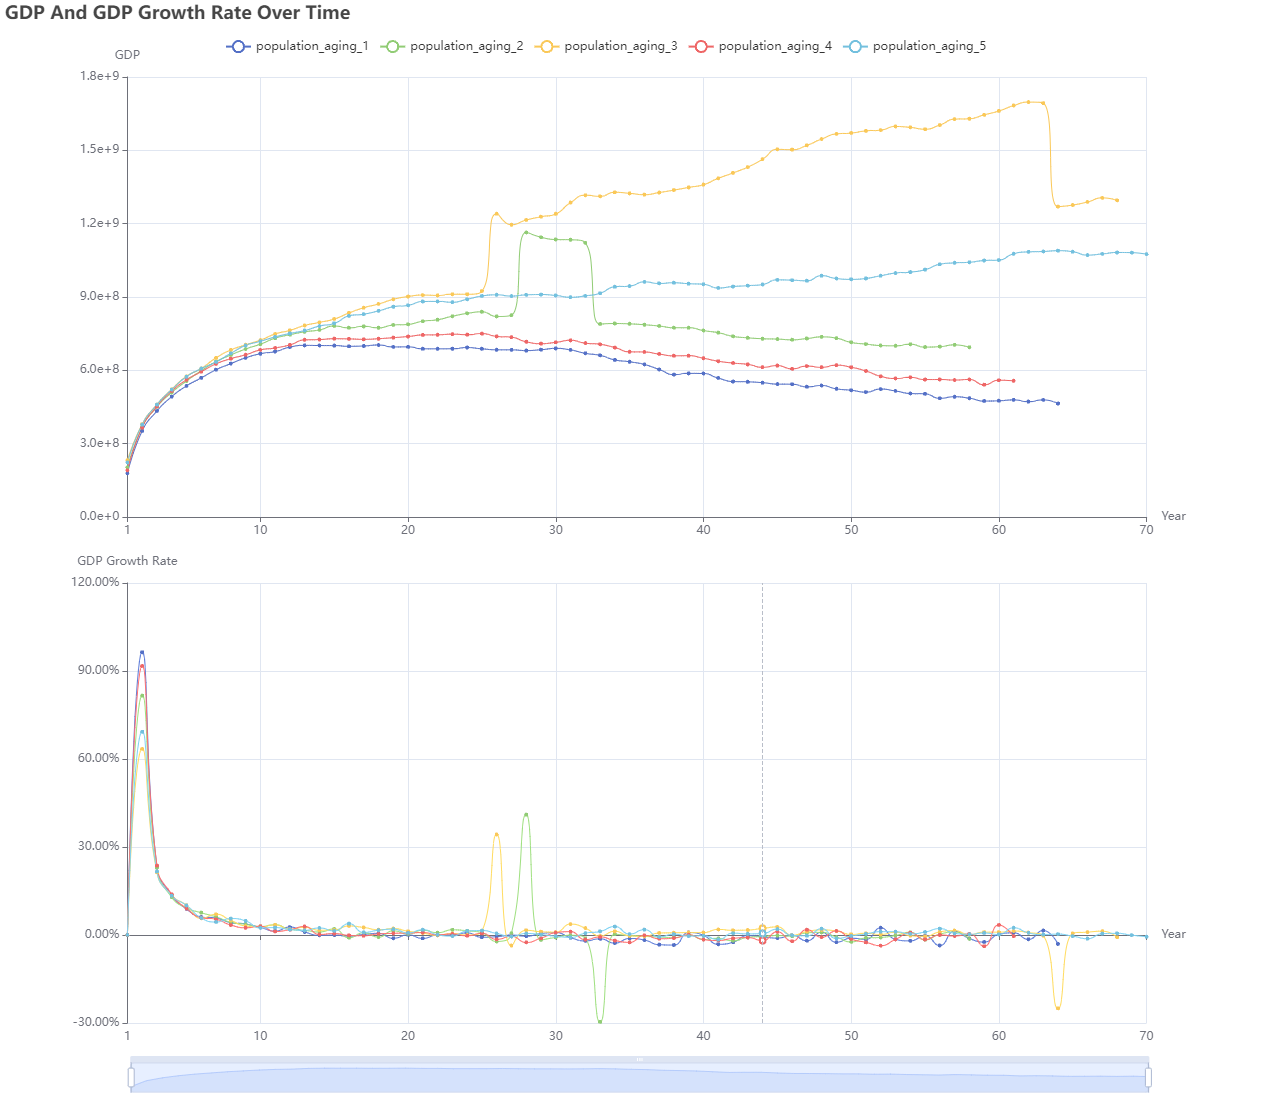 GDP And GDP Growth Rate Over Time
population_aging_1 population_aging_2 population_aging_3 population_aging_4 population_aging_5
GDP
1.8e+9
1.5e+9
1.2e+9
9.0e+8
6.0e+8
3.0e+8
0.0e+0
1 10 20 30 40 50 60 70
Year
GDP Growth Rate
120.00%
90.00%
60.00%
30.00%
0.00%
Year
-30.00%
1 10 20 30 40 50 60 70